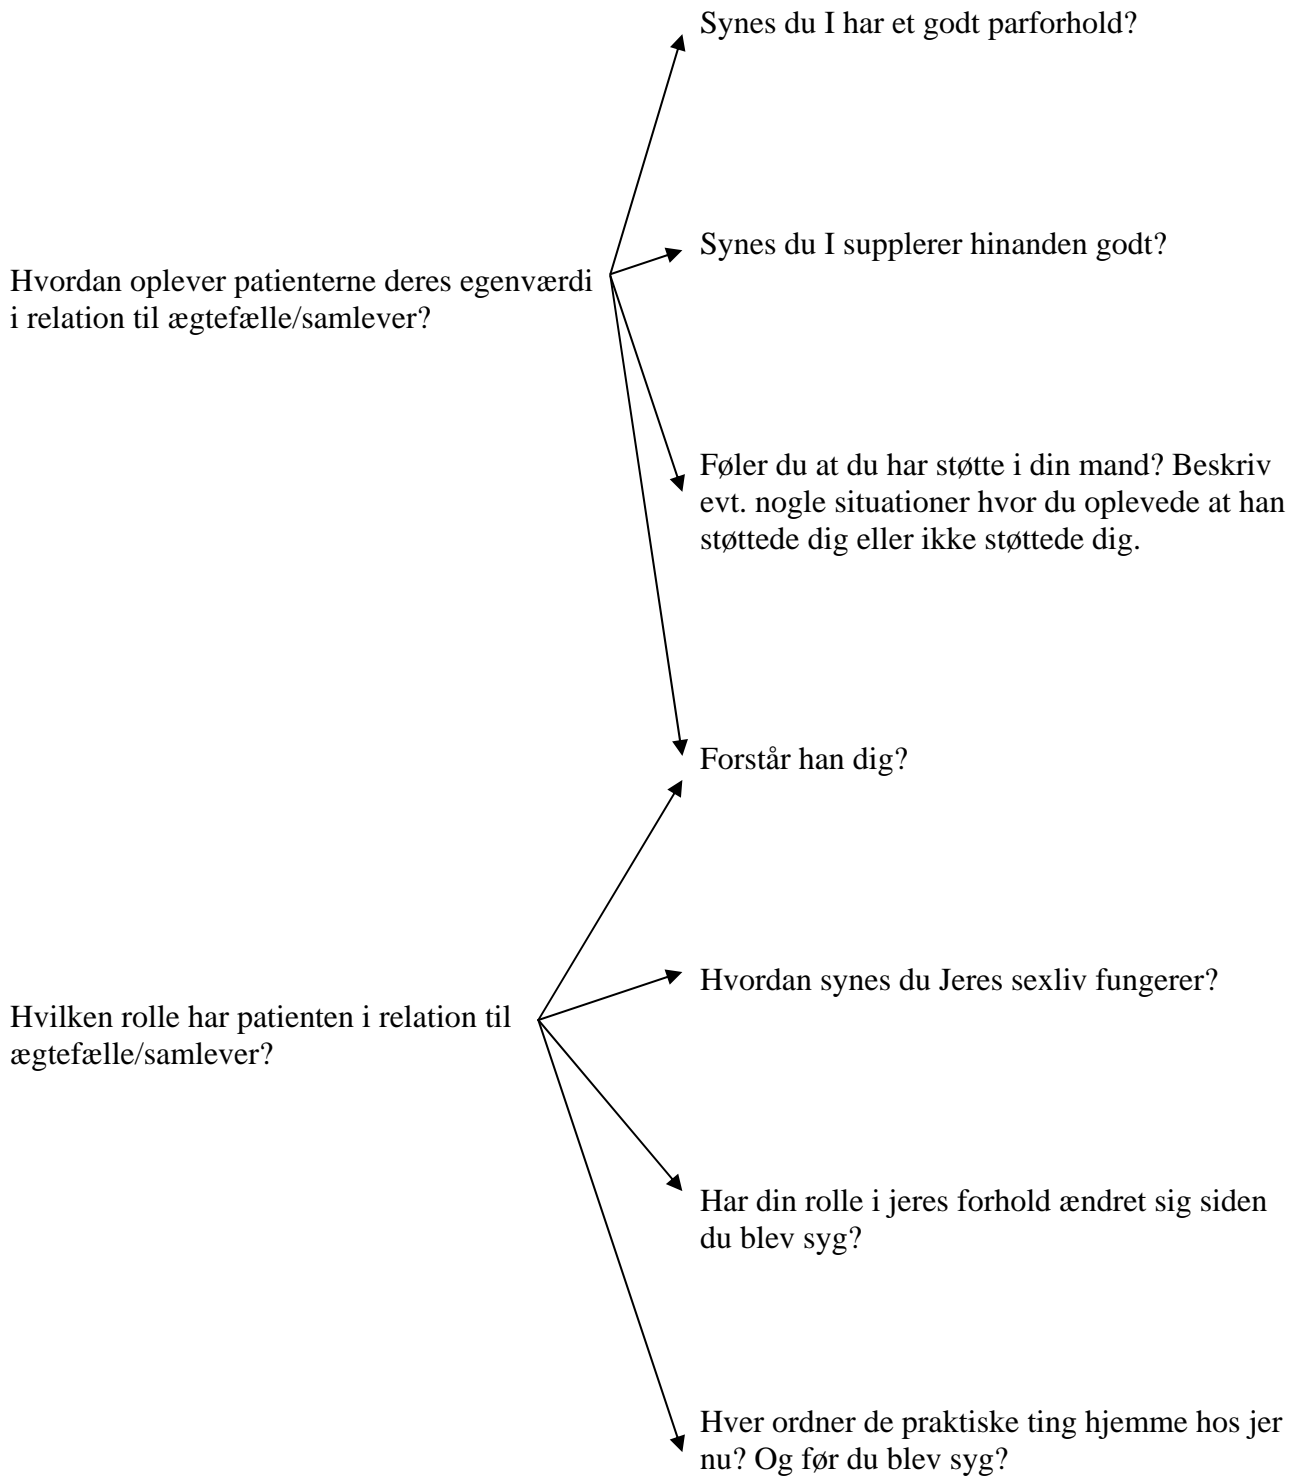 Synes du I har et godt parforhold?
Synes du I supplerer hinanden godt?
Hvordan oplever patienterne deres egenværdi
i relation til ægtefælle/samlever?
Føler du at du har støtte i din mand? Beskriv
evt. nogle situationer hvor du oplevede at han
støttede dig eller ikke støttede dig.
Forstår han dig?
Hvordan synes du Jeres sexliv fungerer?
Hvilken rolle har patienten i relation til
ægtefælle/samlever?
Har din rolle i jeres forhold ændret sig siden
du blev syg?
Hver ordner de praktiske ting hjemme hos jer
nu? Og før du blev syg?